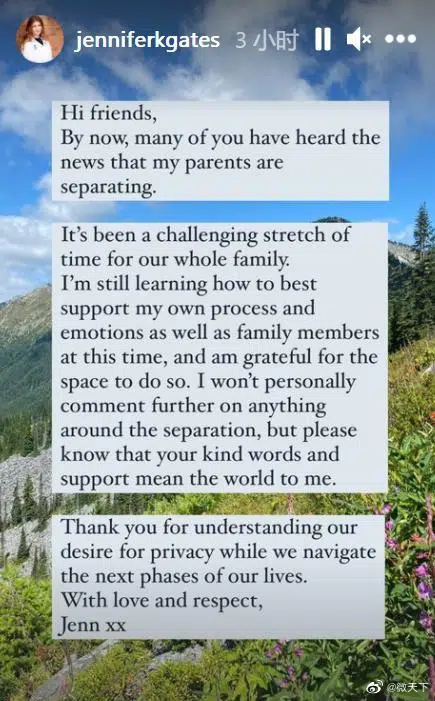 jenniferkgates 3 小时
Hi friends,
By now, many of you have heard the
news that my parents are
separating.
It’s been a challenging stretch of
time for our whole family.
I’m still learning how to best
support my own process and
emotions as well as family members
at this time, and am grateful for the
space to do so. I won’t personally
comment further on anything
around the separation, but please
know that your kind words and
support mean the world to me.
Thank you for understanding our
desire for privacy while we navigate
the next phases of our lives.
With love and respect,
Jenn xx
@微天下